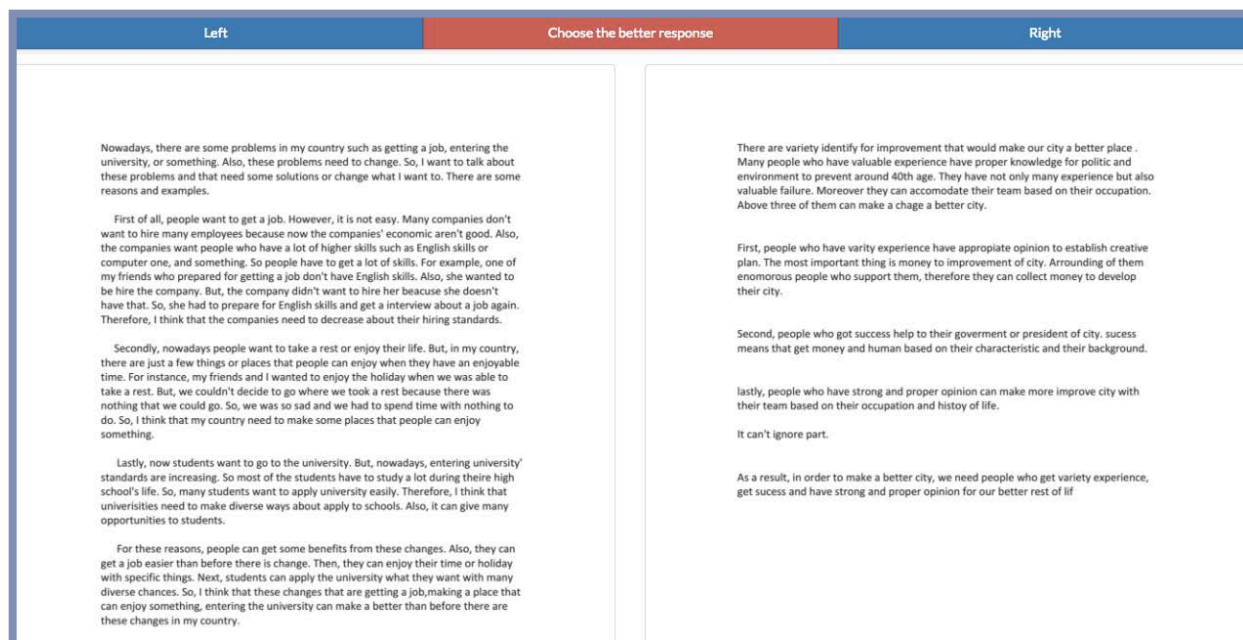 Left
Choose the better response
Right
Nowadays, there are some problems in my country such as getting a job, entering the
university, or something. Also, these problems need to change. So, I want to talk about
these problems and that need some solutions or change what I want to. There are some
reasons and examples.
First of all, people want to get a job. However, it is not easy. Many companies don't
want to hire many employees because now the companies' economic aren't good. Also,
the companies want people who have a lot of higher skills such as English skills or
computer one, and something. So people have to get a lot of skills. For example, one of
my friends who prepared for getting a job don't have English skills. Also, she wanted to
be hire the company. But, the company didn't want to hire her beacuse she doesn't
have that. So, she had to prepare for English skills and get a interview about a job again.
Therefore, I think that the companies need to decrease about their hiring standards.
Secondly, nowadays people want to take a rest or enjoy their life. But, in my country,
there are just a few things or places that people can enjoy when they have an enjoyable
time. For instance, my friends and I wanted to enjoy the holiday when we was able to
take a rest. But, we couldn't decide to go where we took a rest because there was
nothing that we could go. So, we was so sad and we had to spend time with nothing to
do. So, I think that my country need to make some places that people can enjoy
something.
Lastly, now students want to go to the university. But, nowadays, entering university'
standards are increasing. So most of the students have to study a lot during theire high
school's life. So, many students want to apply university easily. Therefore, I think that
univerisities need to make diverse ways about apply to schools. Also, it can give many
opportunities to students.
For these reasons, people can get some benefits from these changes. Also, they can
get a job easier than before there is change. Then, they can enjoy their time or holiday
with specific things. Next, students can apply the university what they want with many
diverse chances. So, I think that these changes that are getting a job,making a place that
can enjoy something, entering the university can make a better than before there are
these changes in my country.
There are variety identify for improvement that would make our city a better place .
Many people who have valuable experience have proper knowledge for politic and
environment to prevent around 40th age. They have not only many experience but also
valuable failure. Moreover they can accomodate their team based on their occupation.
Above three of them can make a chage a better city.
First, people who have varity experience have appropiate opinion to establish creative
plan. The most important thing is money to improvement of city. Arrounding of them
enomorous people who support them, therefore they can collect money to develop
their city.
Second, people who got success help to their goverment or president of city. sucess
means that get money and human based on their characteristic and their background.
lastly, people who have strong and proper opinion can make more improve city with
their team based on their occupation and histoy of life.
It can't ignore part.
As a result, in order to make a better city, we need people who get variety experience,
get sucess and have strong and proper opinion for our better rest of lif